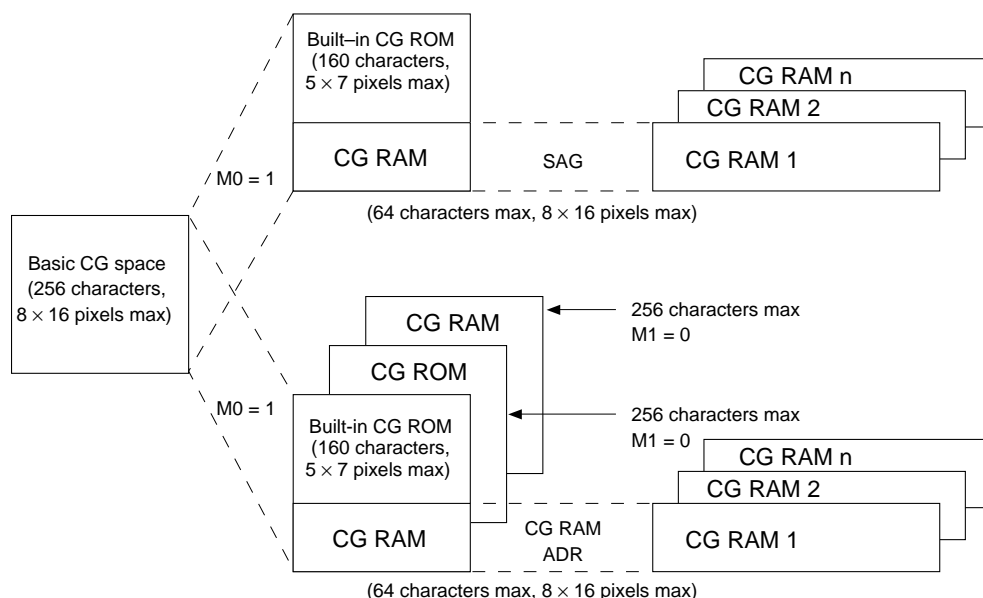 Built–in CG ROM
(160 characters,
5 × 7 pixels max)
CG RAM n
CG RAM 2
CG RAM
SAG
CG RAM 1
M0 = 1
(64 characters max, 8 × 16 pixels max)
Basic CG space
(256 characters,
8 × 16 pixels max)
CG RAM
256 characters max
M1 = 0
CG ROM
M0 = 1
256 characters max
M1 = 0
Built-in CG ROM
(160 characters,
5 × 7 pixels max)
CG RAM n
CG RAM 2
CG RAM
CG RAM
ADR
CG RAM 1
(64 characters max, 8 × 16 pixels max)